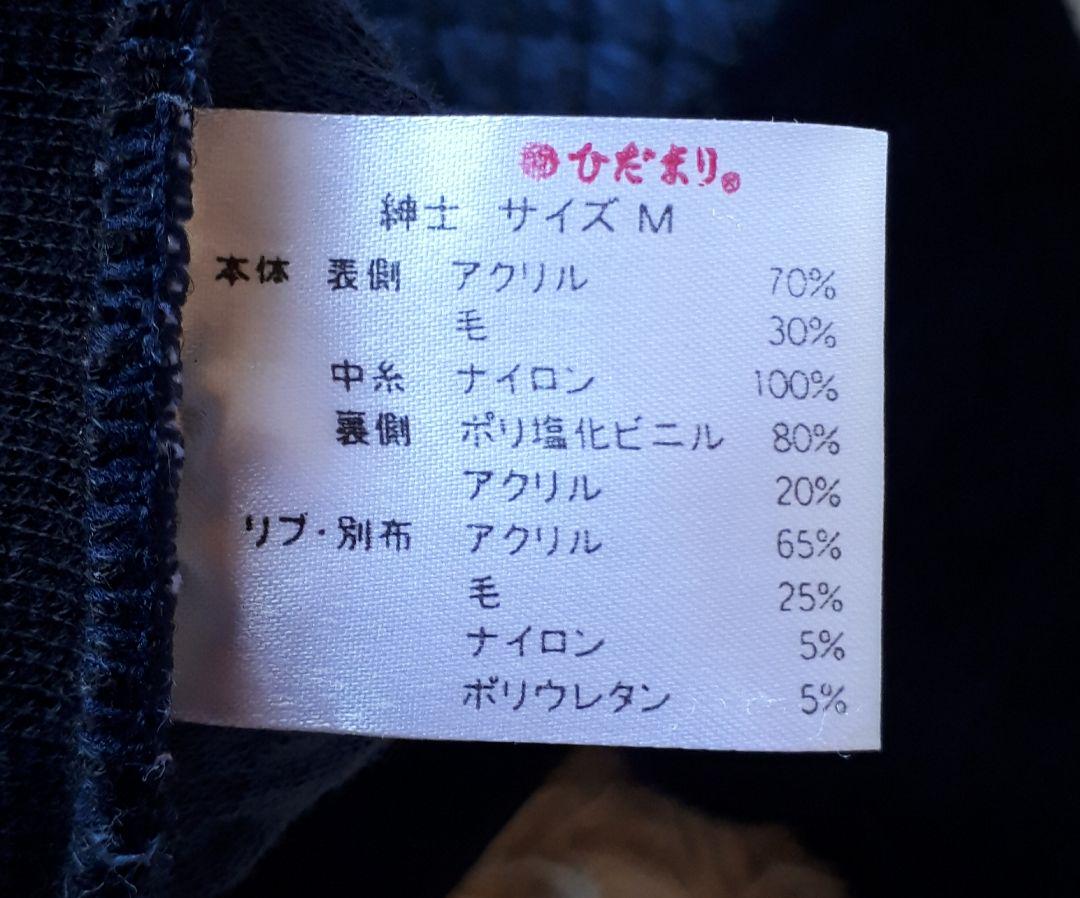 ひだまり®
紳士 サイズ M
本体 表側 アクリル 70%
毛 30%
中糸 ナイロン 100%
裏側 ポリ塩化ビニル 80%
アクリル 20%
リブ・別布 アクリル 65%
毛 25%
ナイロン 5%
ポリウレタン 5%